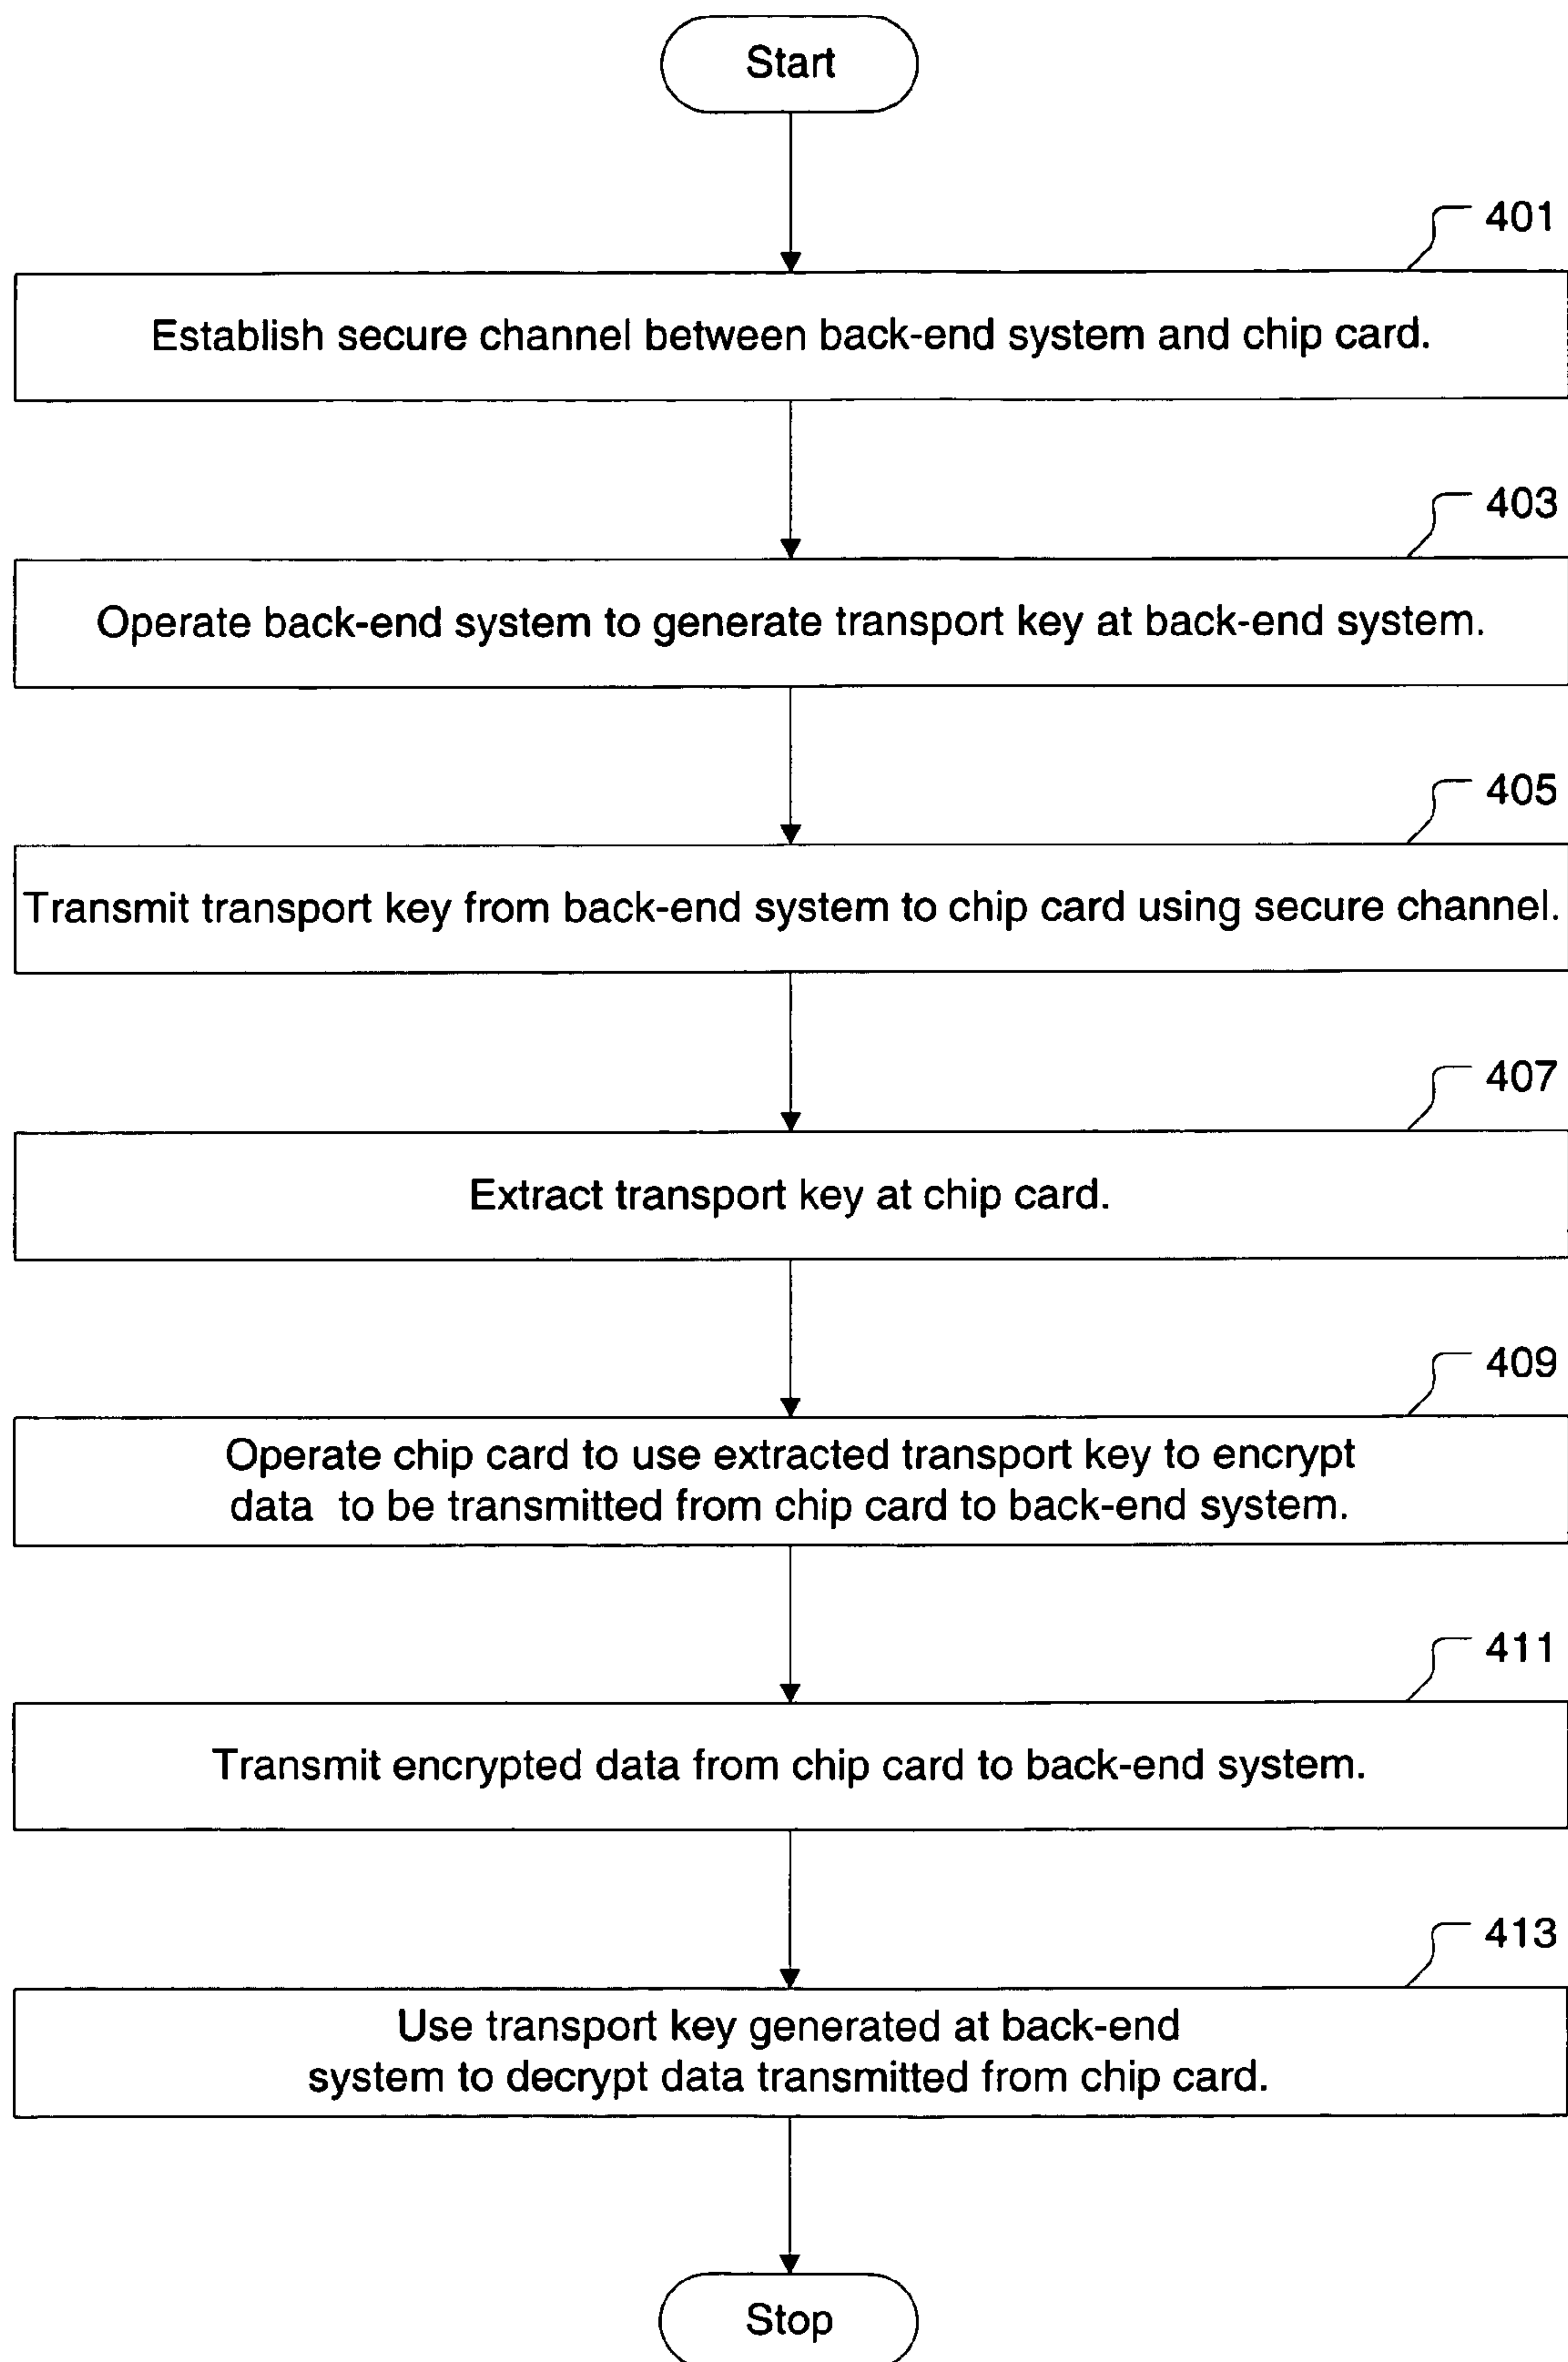 Start
401
Establish secure channel between back-end system and chip card.
403
Operate back-end system to generate transport key at back-end system.
405
Transmit transport key from back-end system to chip card using secure channel.
407
Extract transport key at chip card.
409
Operate chip card to use extracted transport key to encrypt
data to be transmitted from chip card to back-end system.
411
Transmit encrypted data from chip card to back-end system.
413
Use transport key generated at back-end
system to decrypt data transmitted from chip card.
Stop